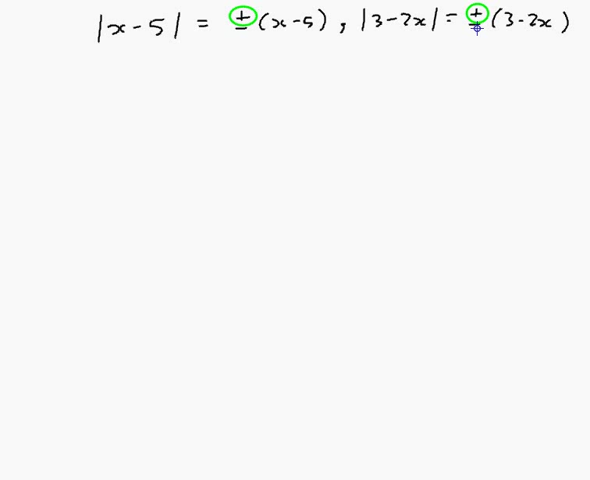 |x-5| = ±(x-5), |3-2x| = ±(3-2x)